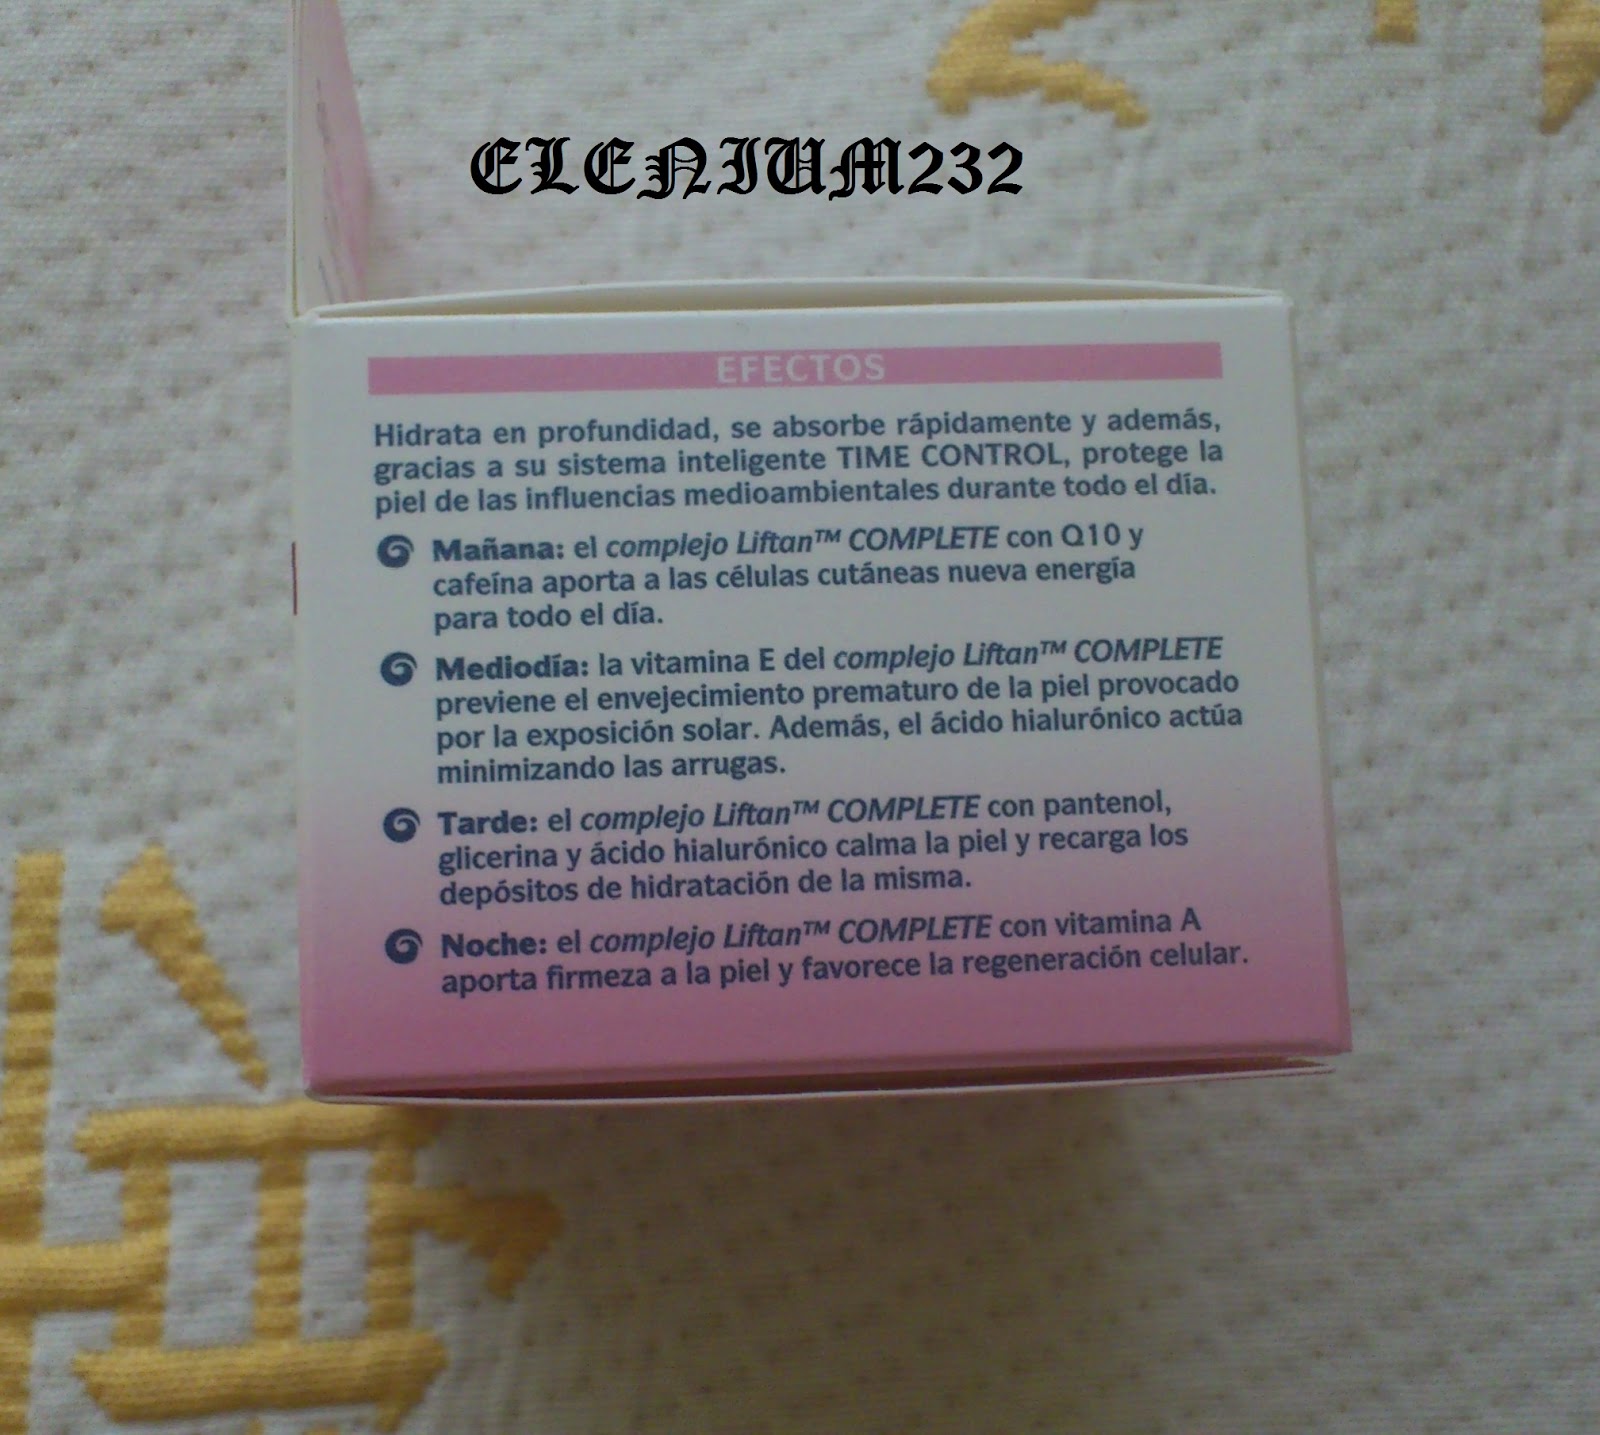 ELENIUM232
EFECTOS
Hidrata en profundidad, se absorbe rápidamente y además,
gracias a su sistema inteligente TIME CONTROL, protege la
piel de las influencias medioambientales durante todo el día.
Mañana: el complejo Liftan™ COMPLETE con Q10 y
cafeína aporta a las células cutáneas nueva energía
para todo el día.
Mediodía: la vitamina E del complejo Liftan™ COMPLETE
previene el envejecimiento prematuro de la piel provocado
por la exposición solar. Además, el ácido hialurónico actúa
minimizando las arrugas.
Tarde: el complejo Liftan™ COMPLETE con pantenol,
glicerina y ácido hialurónico calma la piel y recarga los
depósitos de hidratación de la misma.
Noche: el complejo Liftan™ COMPLETE con vitamina A
aporta firmeza a la piel y favorece la regeneración celular.